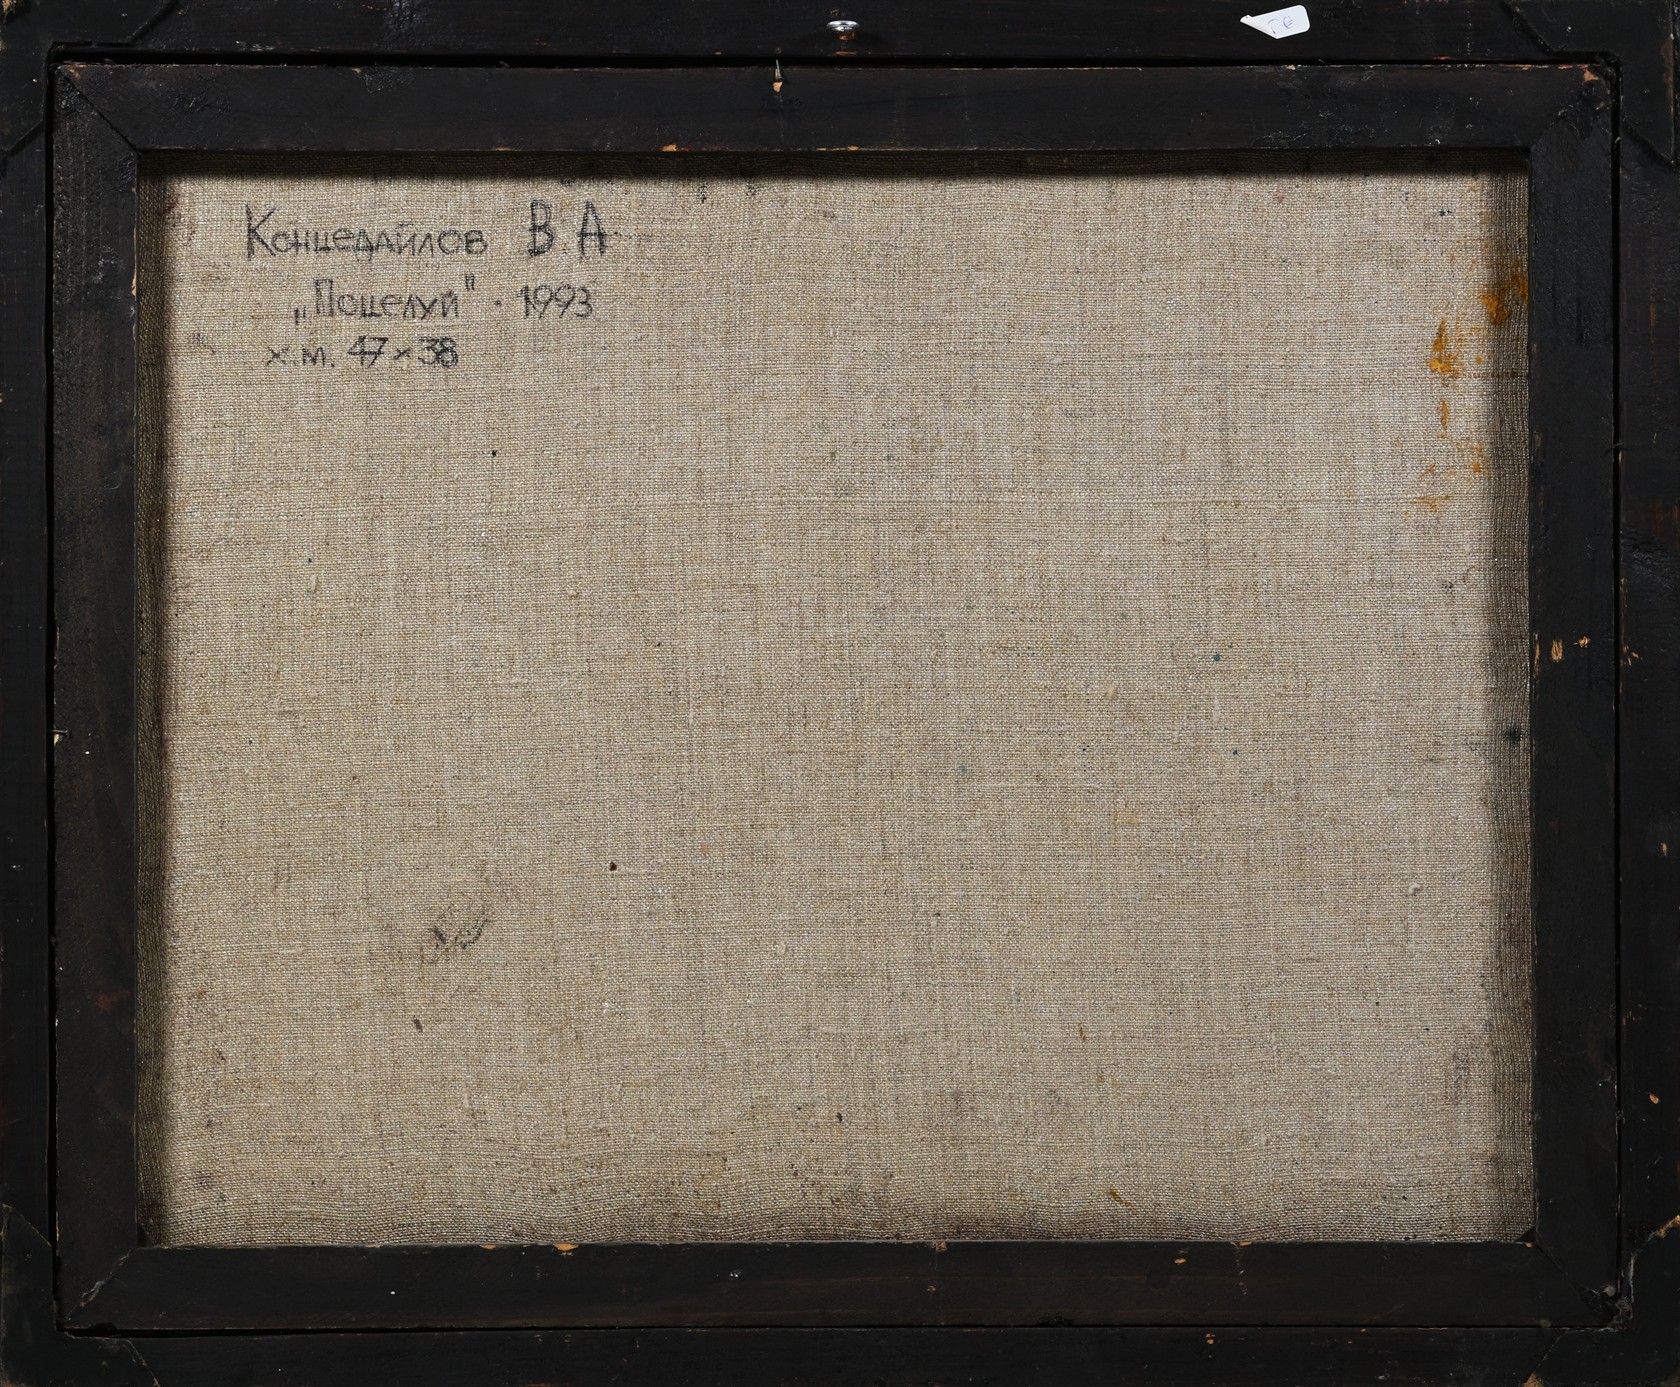 Концедайлов В.А
„Поцелуй" · 1993
х.м. 47×38